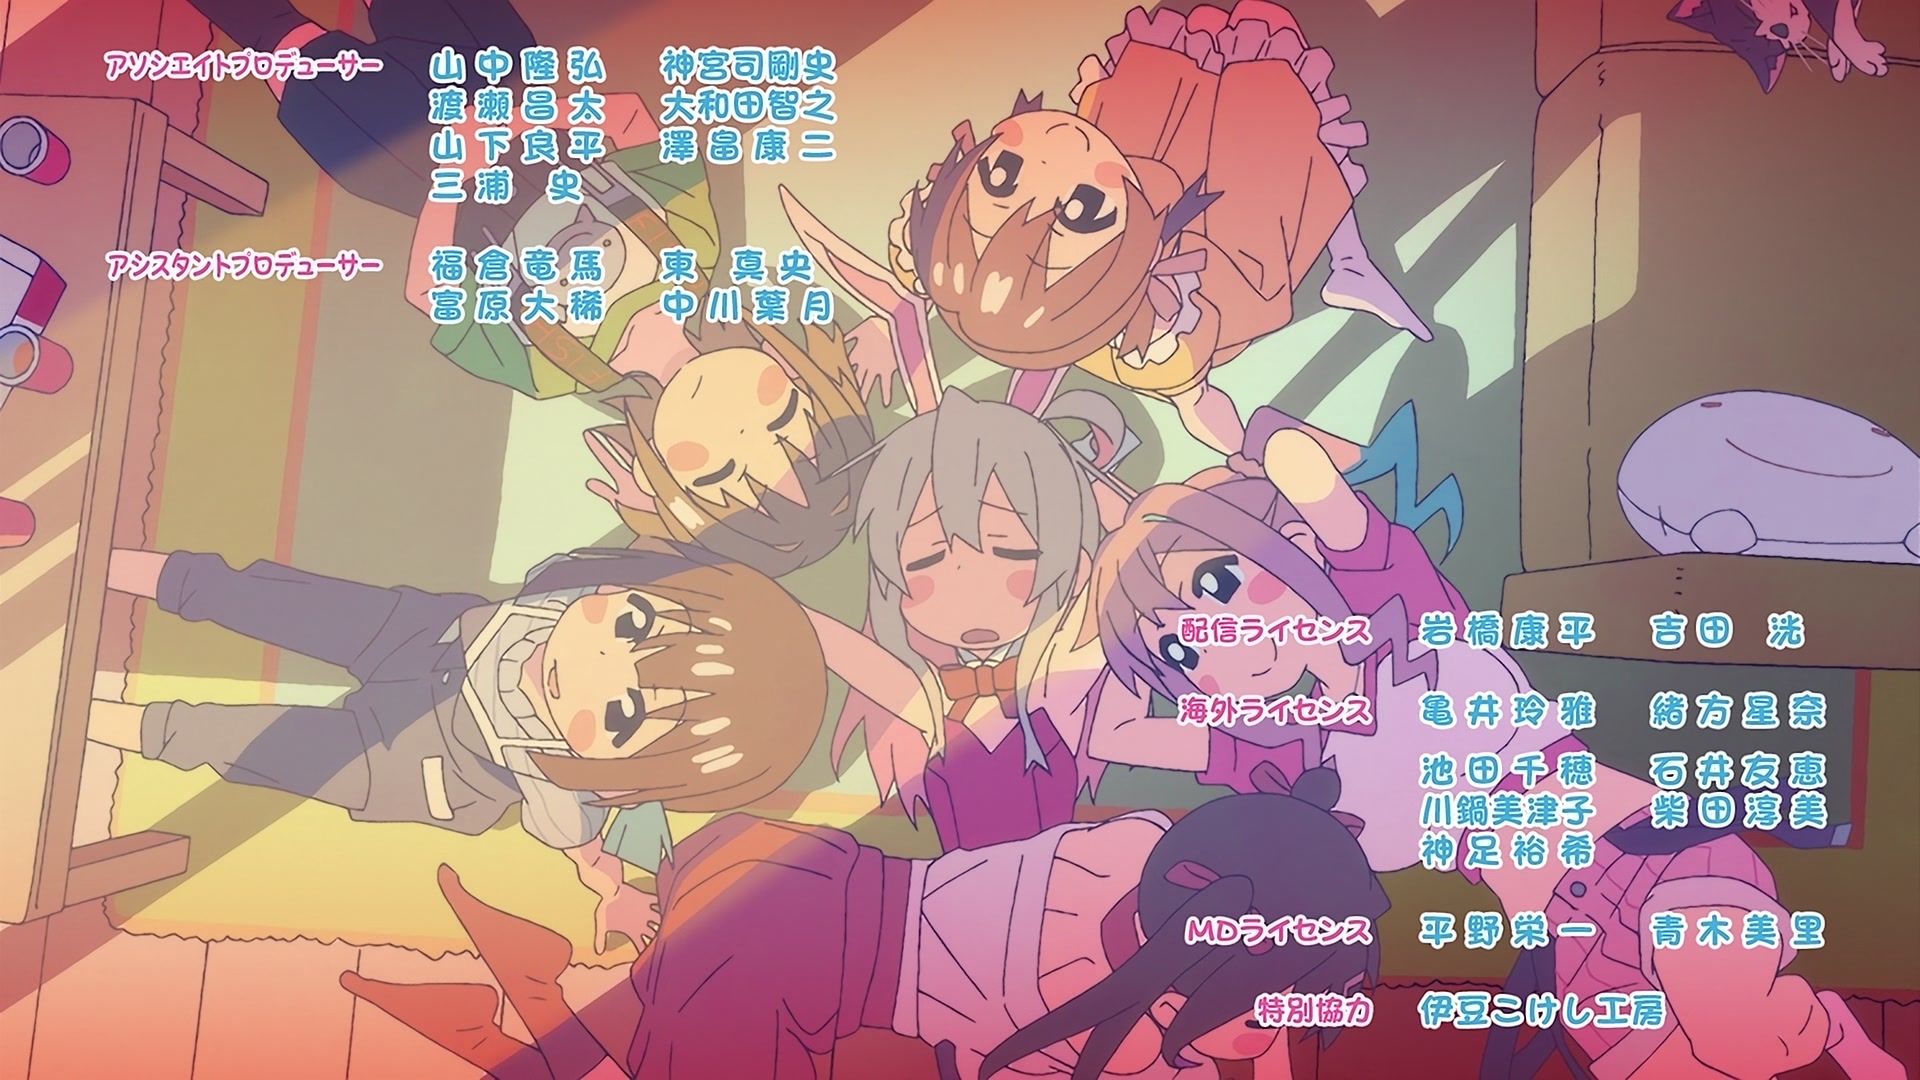 アソシエイトプロデューサー 山中隆弘 神宮司剛史
渡瀬昌太 大和田智之
山下良平 澤畠康二
三浦 史
アシスタントプロデューサー 福倉竜馬 東 真央
富原大稀 中川葉月
配信ライセンス 岩橋康平 吉田 洸
海外ライセンス 亀井玲雅 緒方星奈
池田千穂 石井友恵
川鍋美津子 柴田淳美
神足裕希
MDライセンス 平野栄一 青木美里
特別協力 伊豆こけし工房